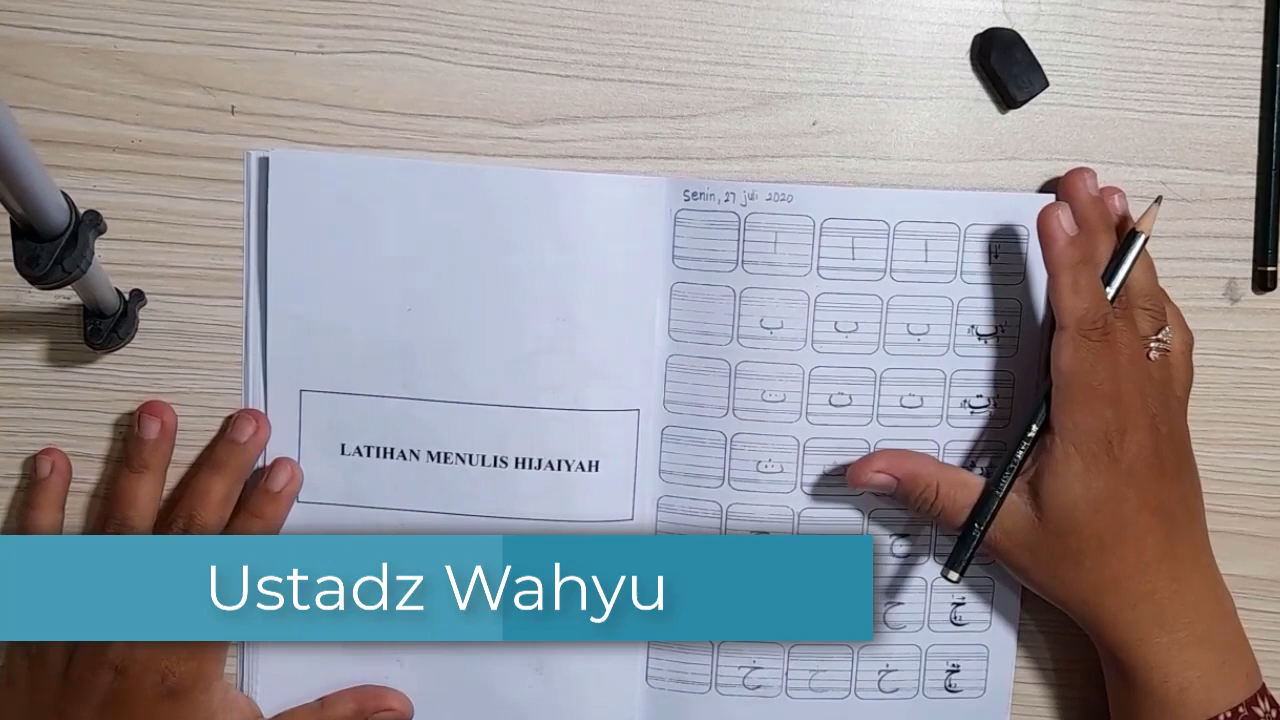 Senin, 27 juli 2020
ا ا ا ا
ب ب ب ب
ت ت ت ت
ث
ج
ح ح
خ خ خ
LATIHAN MENULIS HIJAIYAH
Ustadz Wahyu